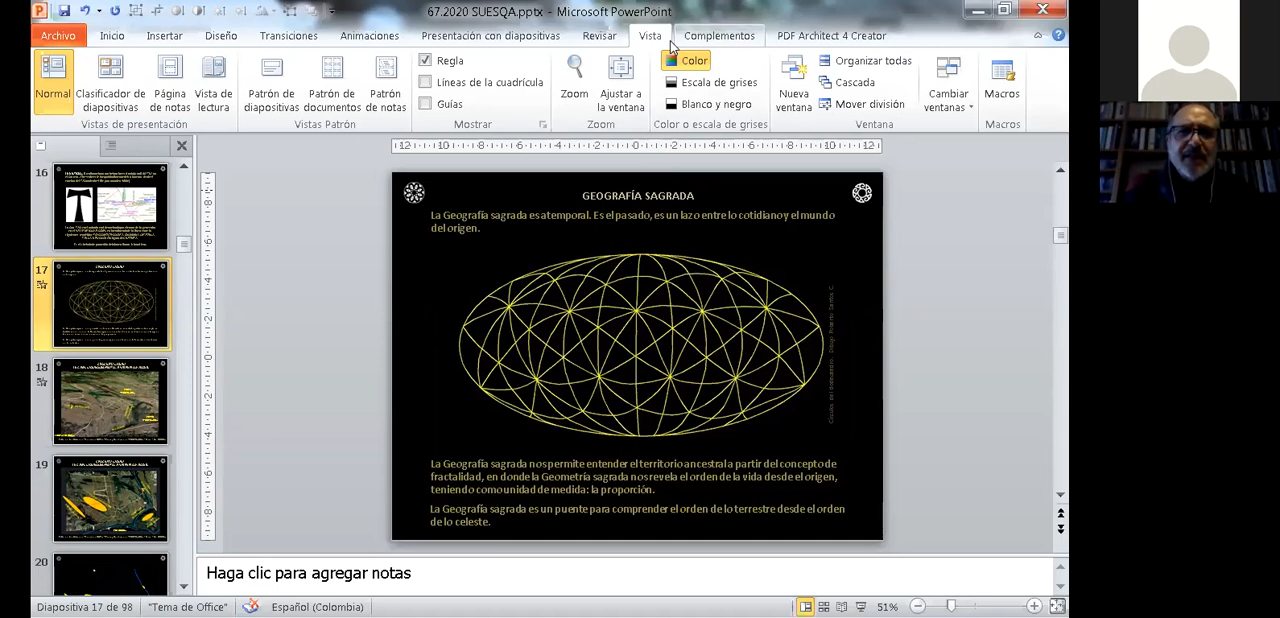 67.2020 SUESQA.pptx - Microsoft PowerPoint
Archivo Inicio Insertar Diseño Transiciones Animaciones Presentación con diapositivas Revisar Vista Complementos PDF Architect 4 Creator
Normal
Clasificador de diapositivas
Página de notas
Vista de lectura
Vistas de presentación
Patrón de diapositivas
Patrón de documentos
Patrón de notas
Vistas Patrón
Regla
Líneas de la cuadrícula
Guías
Mostrar
Zoom
Ajustar a la ventana
Zoom
Color
Escala de grises
Blanco y negro
Color o escala de grises
Nueva ventana
Organizar todas
Cascada
Mover división
Cambiar ventanas
Ventana
Macros
Macros
16
17
18
19
20
GEOGRAFÍA SAGRADA
La Geografía sagrada es atemporal. Es el pasado, es un lazo entre lo cotidiano y el mundo
del origen.
La Geografía sagrada nos permite entender el territorio ancestral a partir del concepto de
fractalidad, en donde la Geometría sagrada nos revela el orden de la vida desde el origen,
teniendo como unidad de medida: la proporción.
La Geografía sagrada es un puente para comprender el orden de lo terrestre desde el orden
de lo celeste.
Haga clic para agregar notas
Diapositiva 17 de 98 "Tema de Office" Español (Colombia) 51%